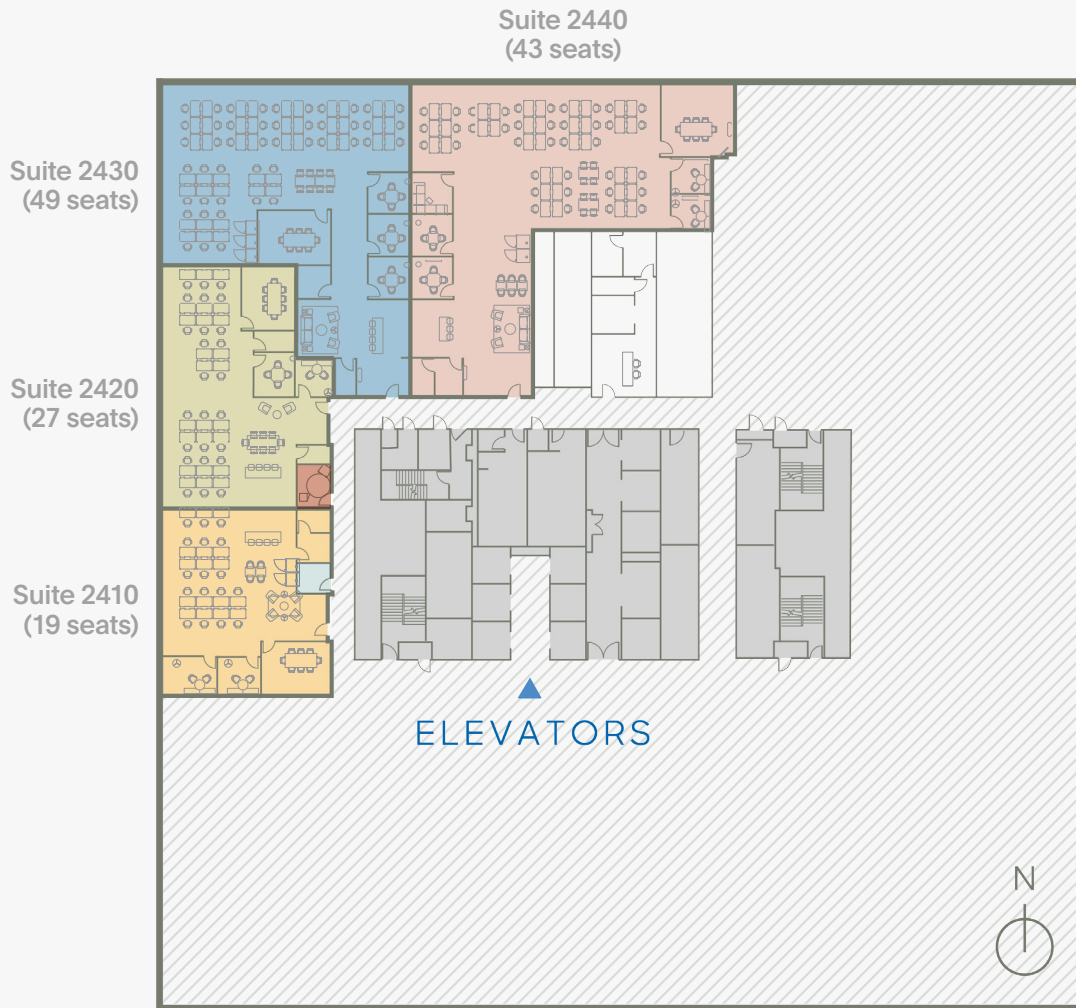 Suite 2440
(43 seats)
Suite 2430
(49 seats)
Suite 2420
(27 seats)
Suite 2410
(19 seats)
ELEVATORS
N